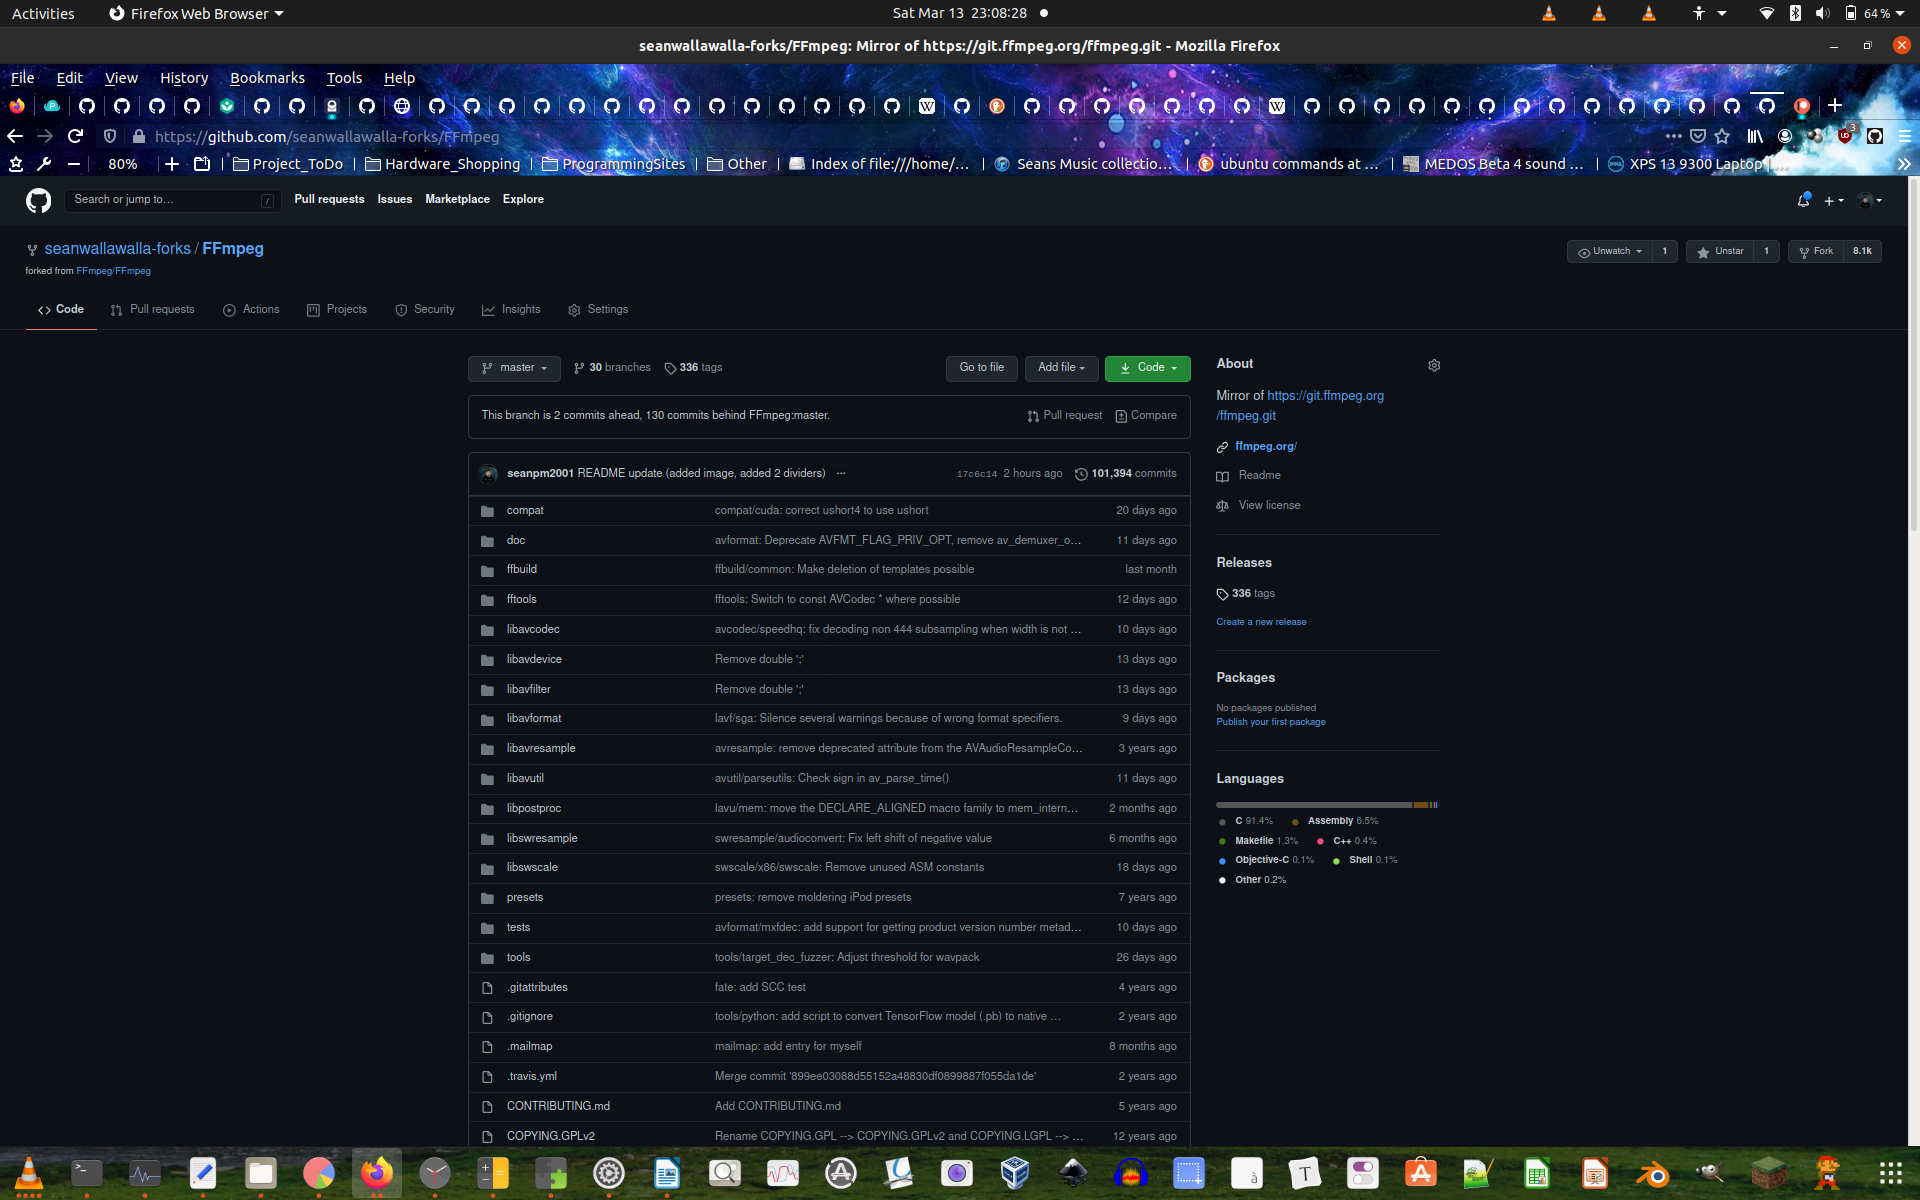 Activities Firefox Web Browser Sat Mar 13 23:08:28 64%
seanwallawalla-forks/FFmpeg: Mirror of https://git.ffmpeg.org/ffmpeg.git - Mozilla Firefox
File Edit View History Bookmarks Tools Help
https://github.com/seanwallawalla-forks/FFmpeg 3
80% Project_ToDo Hardware_Shopping ProgrammingSites Other Index of file:///home/... Seans Music collectio... ubuntu commands at ... MEDOS Beta 4 sound ... XPS 13 9300 Laptop
Search or jump to... / Pull requests Issues Marketplace Explore
seanwallawalla-forks / FFmpeg Unwatch 1 Unstar 1 Fork 8.1k
forked from FFmpeg/FFmpeg
Code Pull requests Actions Projects Security Insights Settings
master 30 branches 336 tags Go to file Add file Code
This branch is 2 commits ahead, 130 commits behind FFmpeg:master. Pull request Compare
seanpm2001 README update (added image, added 2 dividers) ... 17c6c14 2 hours ago 101,394 commits
compat compat/cuda: correct ushort4 to use ushort 20 days ago
doc avformat: Deprecate AVFMT_FLAG_PRIV_OPT, remove av_demuxer_o... 11 days ago
ffbuild ffbuild/common: Make deletion of templates possible last month
fftools fftools: Switch to const AVCodec * where possible 12 days ago
libavcodec avcodec/speedhq: fix decoding non 444 subsampling when width is not ... 10 days ago
libavdevice Remove double ';' 13 days ago
libavfilter Remove double ';' 13 days ago
libavformat lavf/sga: Silence several warnings because of wrong format specifiers. 9 days ago
libavresample avresample: remove deprecated attribute from the AVAudioResampleCo... 3 years ago
libavutil avutil/parseutils: Check sign in av_parse_time() 11 days ago
libpostproc lavu/mem: move the DECLARE_ALIGNED macro family to mem_intern... 2 months ago
libswresample swresample/audioconvert: Fix left shift of negative value 6 months ago
libswscale swscale/x86/swscale: Remove unused ASM constants 18 days ago
presets presets: remove moldering iPod presets 7 years ago
tests avformat/mxfdec: add support for getting product version number metad... 10 days ago
tools tools/target_dec_fuzzer: Adjust threshold for wavpack 26 days ago
.gitattributes fate: add SCC test 4 years ago
.gitignore tools/python: add script to convert TensorFlow model (.pb) to native ... 2 years ago
.mailmap mailmap: add entry for myself 8 months ago
.travis.yml Merge commit '899ee03088d55152a48830df0899887f055da1de' 2 years ago
CONTRIBUTING.md Add CONTRIBUTING.md 5 years ago
COPYING.GPLv2 Rename COPYING.GPL --> COPYING.GPLv2 and COPYING.LGPL --> ... 12 years ago
About
Mirror of https://git.ffmpeg.org
/ffmpeg.git
ffmpeg.org/
Readme
View license
Releases
336 tags
Create a new release
Packages
No packages published
Publish your first package
Languages
C 91.4% Assembly 6.5%
Makefile 1.3% C++ 0.4%
Objective-C 0.1% Shell 0.1%
Other 0.2%